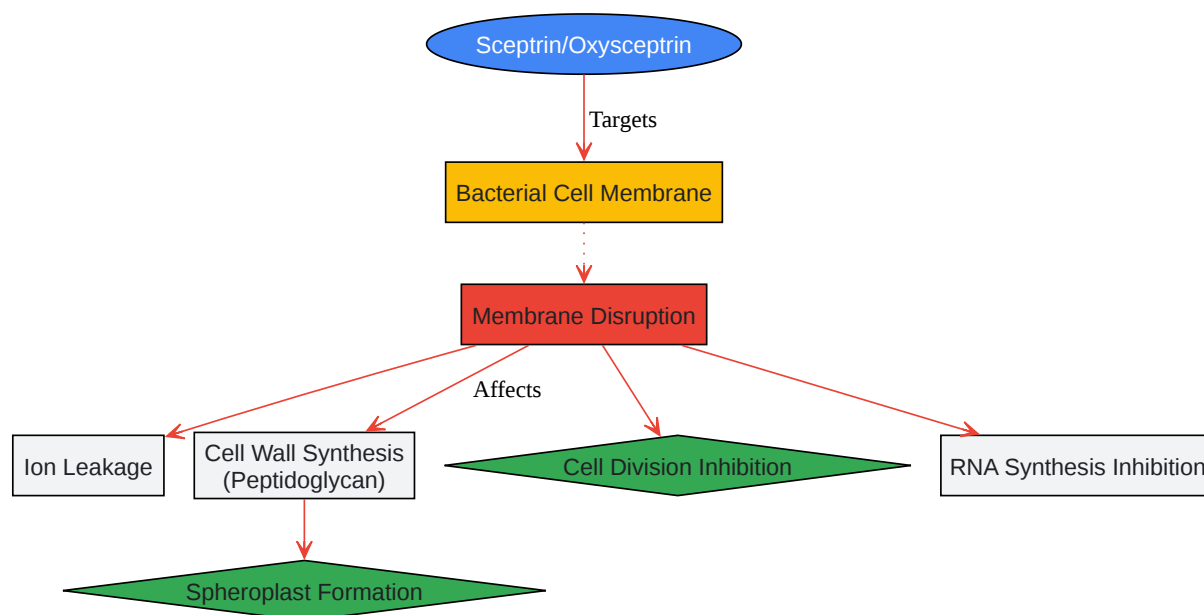 Sceptrin/Oxysceptrin
Targets
Bacterial Cell Membrane
Membrane Disruption
Affects
Ion Leakage
Cell Wall Synthesis
(Peptidoglycan)
Cell Division Inhibition
RNA Synthesis Inhibition
Spheroplast Formation